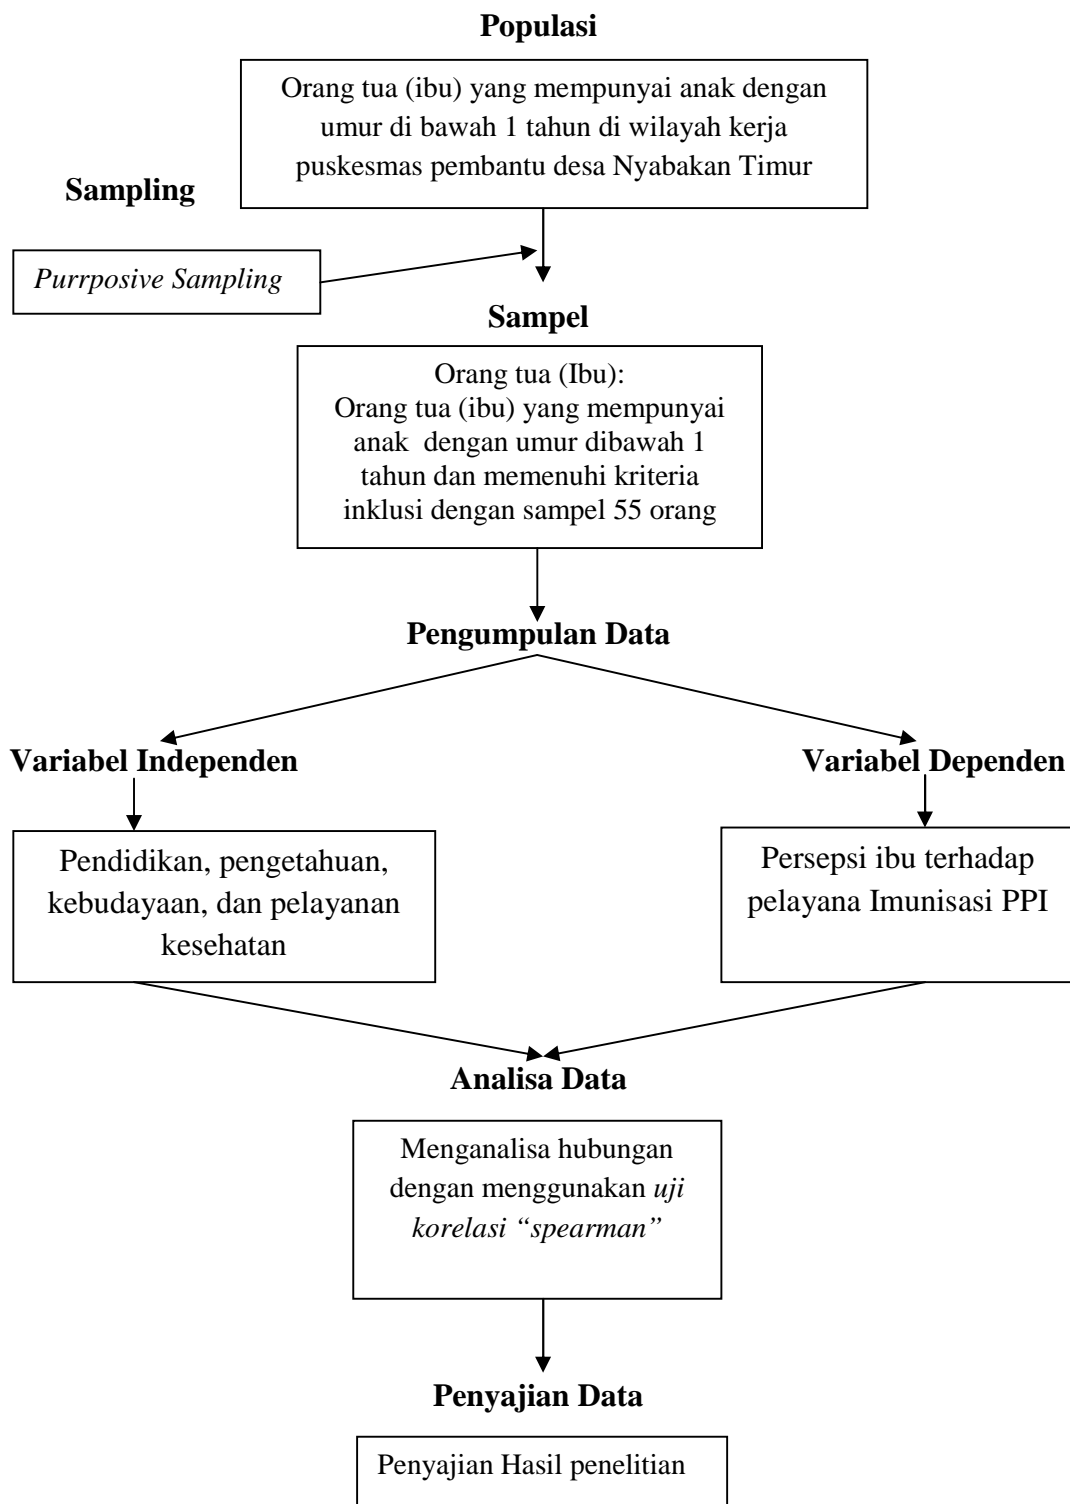 Populasi
Orang tua (ibu) yang mempunyai anak dengan
umur di bawah 1 tahun di wilayah kerja
puskesmas pembantu desa Nyabakan Timur
Sampling
Purrposive Sampling
Sampel
Orang tua (Ibu):
Orang tua (ibu) yang mempunyai
anak dengan umur dibawah 1
tahun dan memenuhi kriteria
inklusi dengan sampel 55 orang
Pengumpulan Data
Variabel Independen
Variabel Dependen
Pendidikan, pengetahuan,
kebudayaan, dan pelayanan
kesehatan
Persepsi ibu terhadap
pelayana Imunisasi PPI
Analisa Data
Menganalisa hubungan
dengan menggunakan uji
korelasi “spearman”
Penyajian Data
Penyajian Hasil penelitian